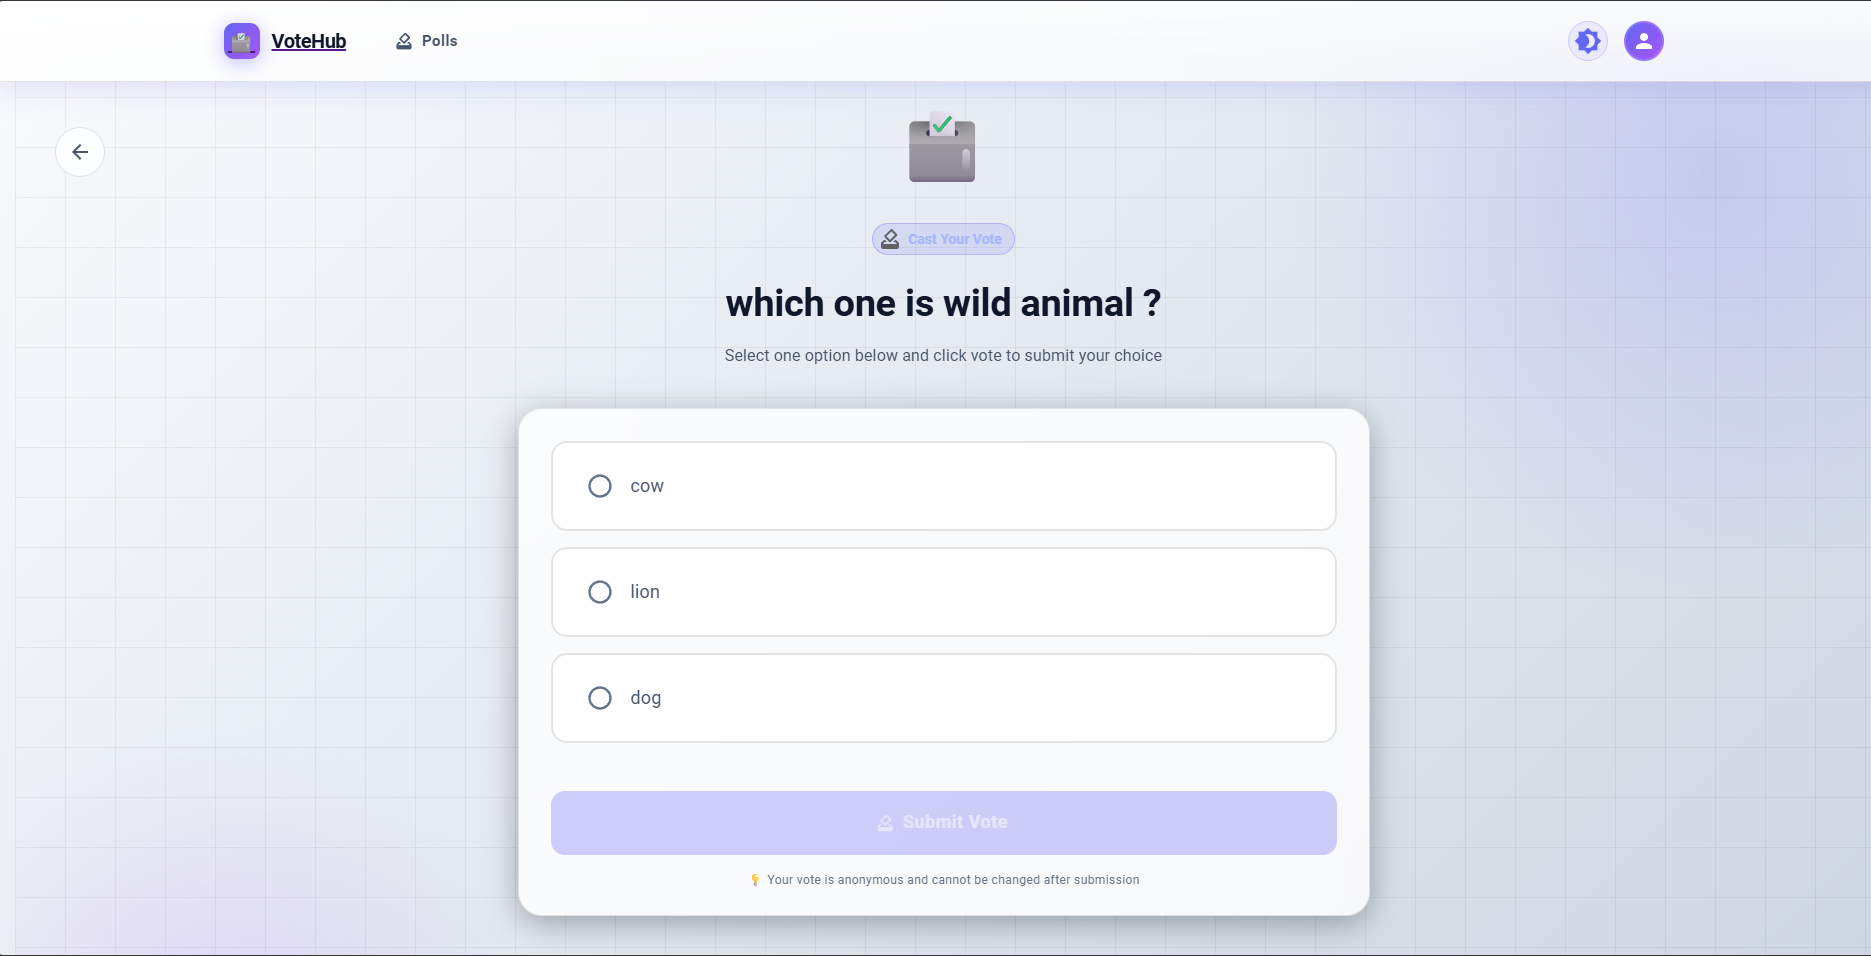 VoteHub
Polls
Cast Your Vote
which one is wild animal ?
Select one option below and click vote to submit your choice
cow
lion
dog
Submit Vote
Your vote is anonymous and cannot be changed after submission